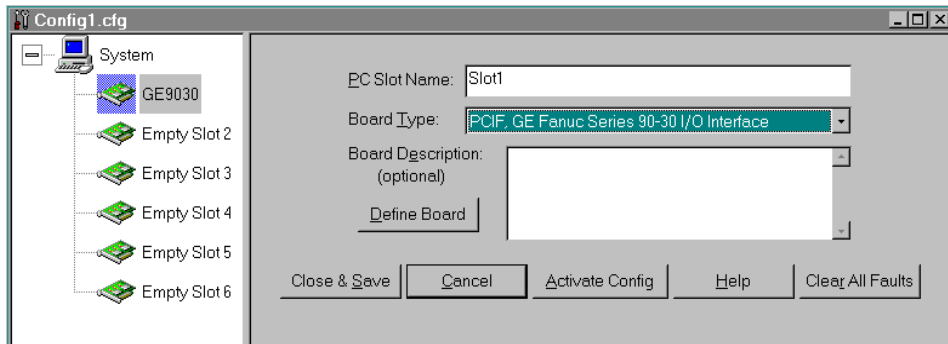 Config1.cfg
System
GE9030
Empty Slot 2
Empty Slot 3
Empty Slot 4
Empty Slot 5
Empty Slot 6
PC Slot Name: Slot1
Board Type: PCIF, GE Fanuc Series 90-30 I/O Interface
Board Description:
(optional)
Define Board
Close & Save Cancel Activate Config Help Clear All Faults